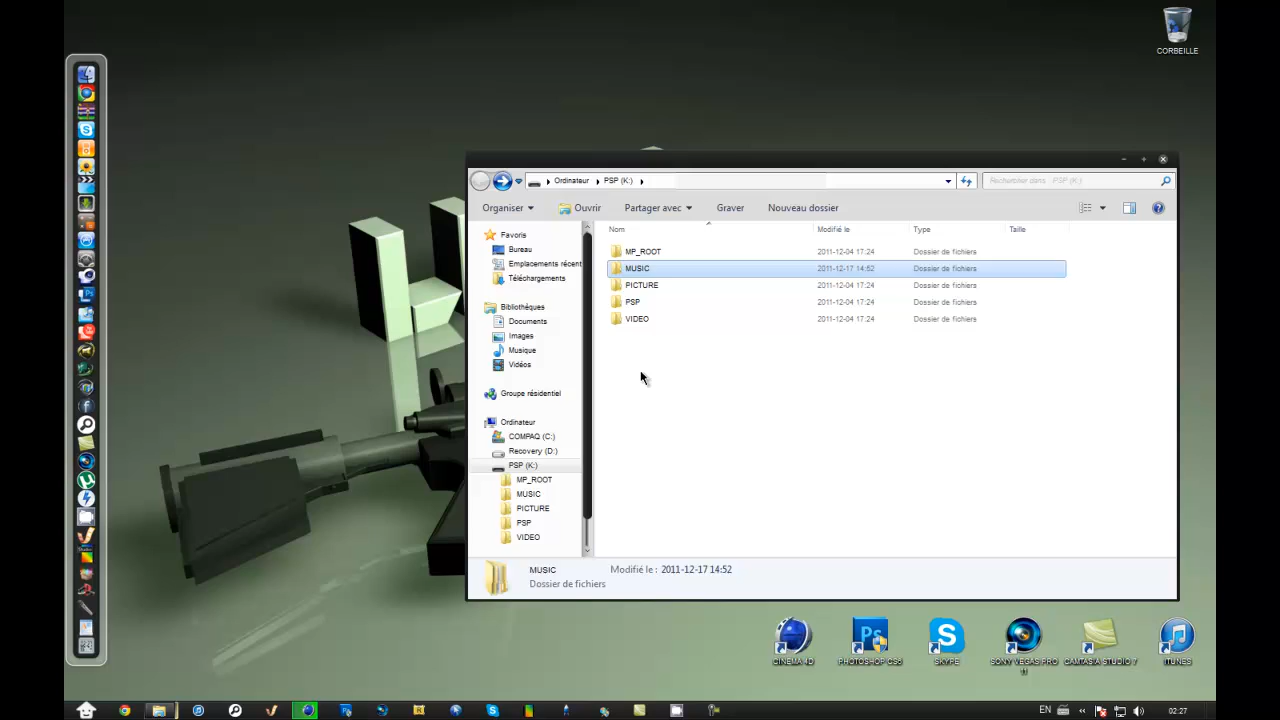 CORBEILLE
Ordinateur PSP (K:)
Rechercher dans : PSP (K:)
Organiser Ouvrir Partager avec Graver Nouveau dossier
Nom Modifié le Type Taille
MP_ROOT 2011-12-04 17:24 Dossier de fichiers
MUSIC 2011-12-17 14:52 Dossier de fichiers
PICTURE 2011-12-04 17:24 Dossier de fichiers
PSP 2011-12-04 17:24 Dossier de fichiers
VIDEO 2011-12-04 17:24 Dossier de fichiers
Favoris
Bureau
Emplacements récent
Téléchargements
Bibliothèques
Documents
Images
Musique
Vidéos
Groupe résidentiel
Ordinateur
COMPAQ (C:)
Recovery (D:)
PSP (K:)
MP_ROOT
MUSIC
PICTURE
PSP
VIDEO
MUSIC Modifié le : 2011-12-17 14:52
Dossier de fichiers
Ps
CINEMA 4D
PHOTOSHOP CS5
SKYPE
SONY VEGAS PRO 11
CAMTASIA STUDIO 7
ITUNES
EN 02:27